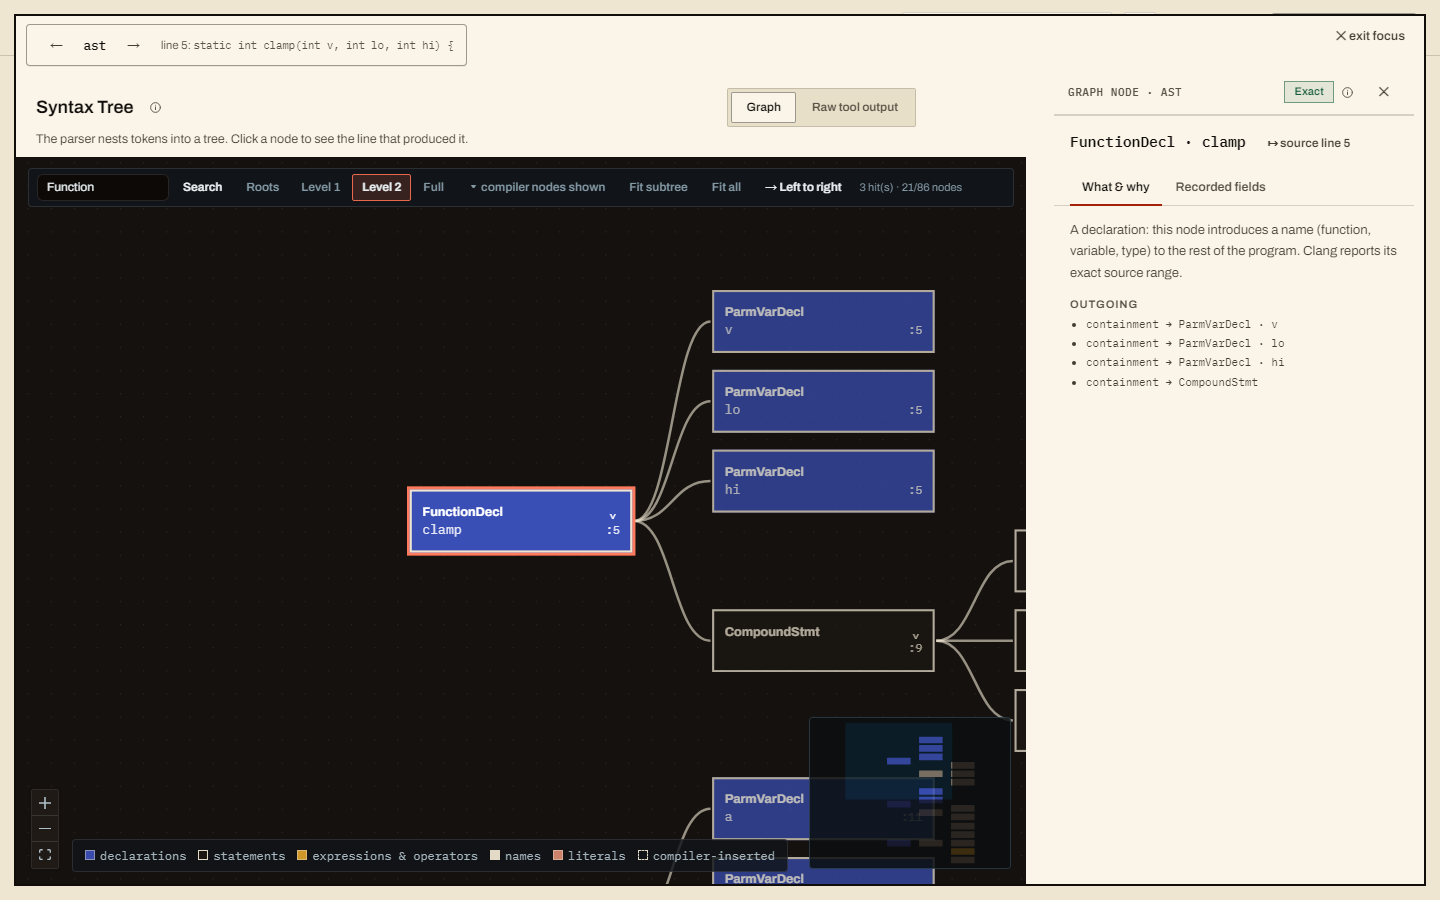 ← ast → line 5: static int clamp(int v, int lo, int hi) {
exit focus
Syntax Tree
Graph
Raw tool output
The parser nests tokens into a tree. Click a node to see the line that produced it.
Function
Search
Roots
Level 1
Level 2
Full
compiler nodes shown
Fit subtree
Fit all
→ Left to right
3 hit(s) · 21/86 nodes
ParmVarDecl
v :5
ParmVarDecl
lo :5
ParmVarDecl
hi :5
FunctionDecl v
clamp :5
CompoundStmt v
:9
ParmVarDecl
a :11
ParmVarDecl
declarations
statements
expressions & operators
names
literals
compiler-inserted
GRAPH NODE · AST
Exact
FunctionDecl · clamp
↦ source line 5
What & why
Recorded fields
A declaration: this node introduces a name (function,
variable, type) to the rest of the program. Clang reports its
exact source range.
OUTGOING
• containment → ParmVarDecl · v
• containment → ParmVarDecl · lo
• containment → ParmVarDecl · hi
• containment → CompoundStmt